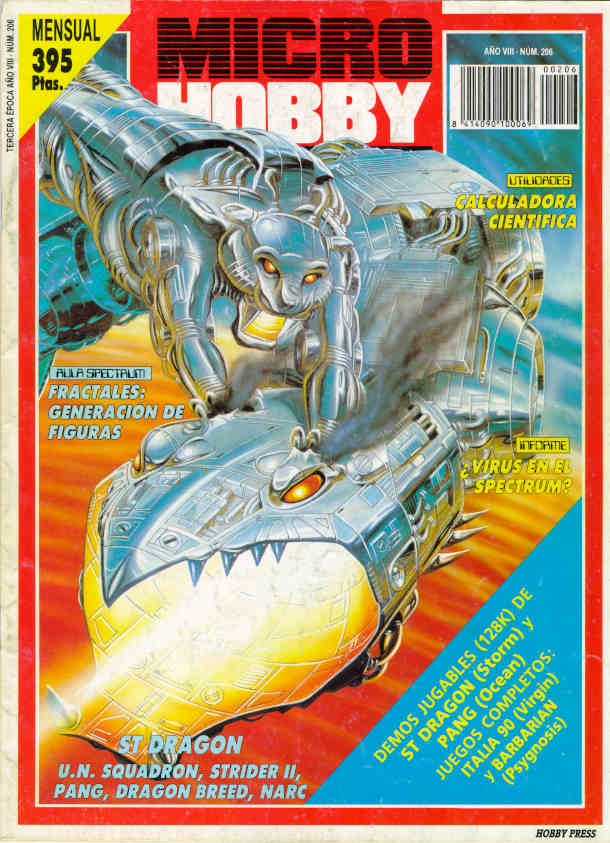 TERCERA ÉPOCA AÑO VIII - NÚM. 206
MENSUAL
395
Ptas.
MICRO
HOBBY
AÑO VIII - NÚM. 206
00206
8 414090 100069
UTILIDADES
CALCULADORA
CIENTÍFICA
AULA SPECTRUM
FRACTALES:
GENERACION DE
FIGURAS
INFORME
¿VIRUS EN EL
SPECTRUM?
DEMOS JUGABLES (128K) DE
ST DRAGON (Storm) y
PANG (Ocean)
JUEGOS COMPLETOS:
ITALIA 90 (Virgin)
y BARBARIAN
(Psygnosis)
ST DRAGON
U.N. SQUADRON, STRIDER II,
PANG, DRAGON BREED, NARC
HOBBY PRESS